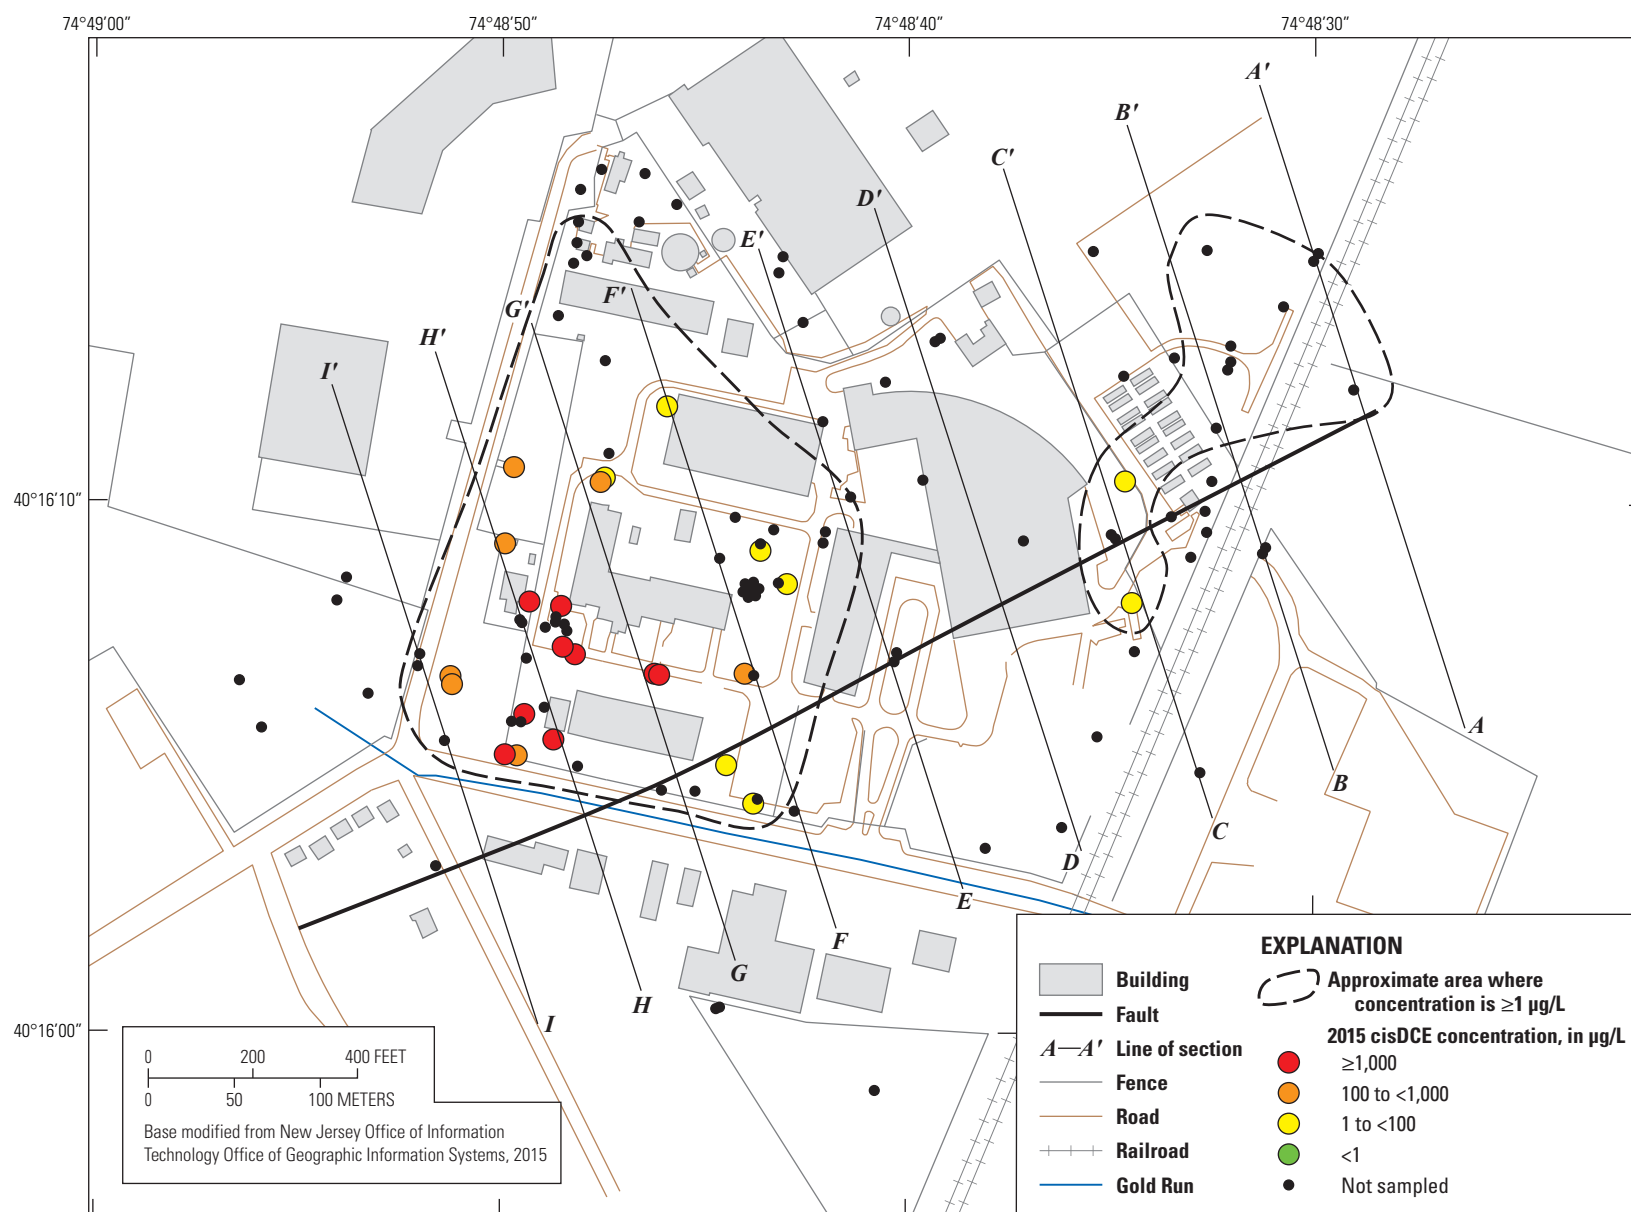 74°49′00″ 74°48′50″ 74°48′40″ 74°48′30″
A′
B′
C′
D′
E′
F′
G′
H′
I′
40°16′10″
40°16′00″
A
B
C
D
E
F
G
H
I
0 200 400 FEET
0 50 100 METERS
Base modified from New Jersey Office of Information
Technology Office of Geographic Information Systems, 2015
EXPLANATION
Building
Fault
A—A′ Line of section
Fence
Road
Railroad
Gold Run
Approximate area where
concentration is ≥1 µg/L
2015 cisDCE concentration, in µg/L
≥1,000
100 to <1,000
1 to <100
<1
Not sampled